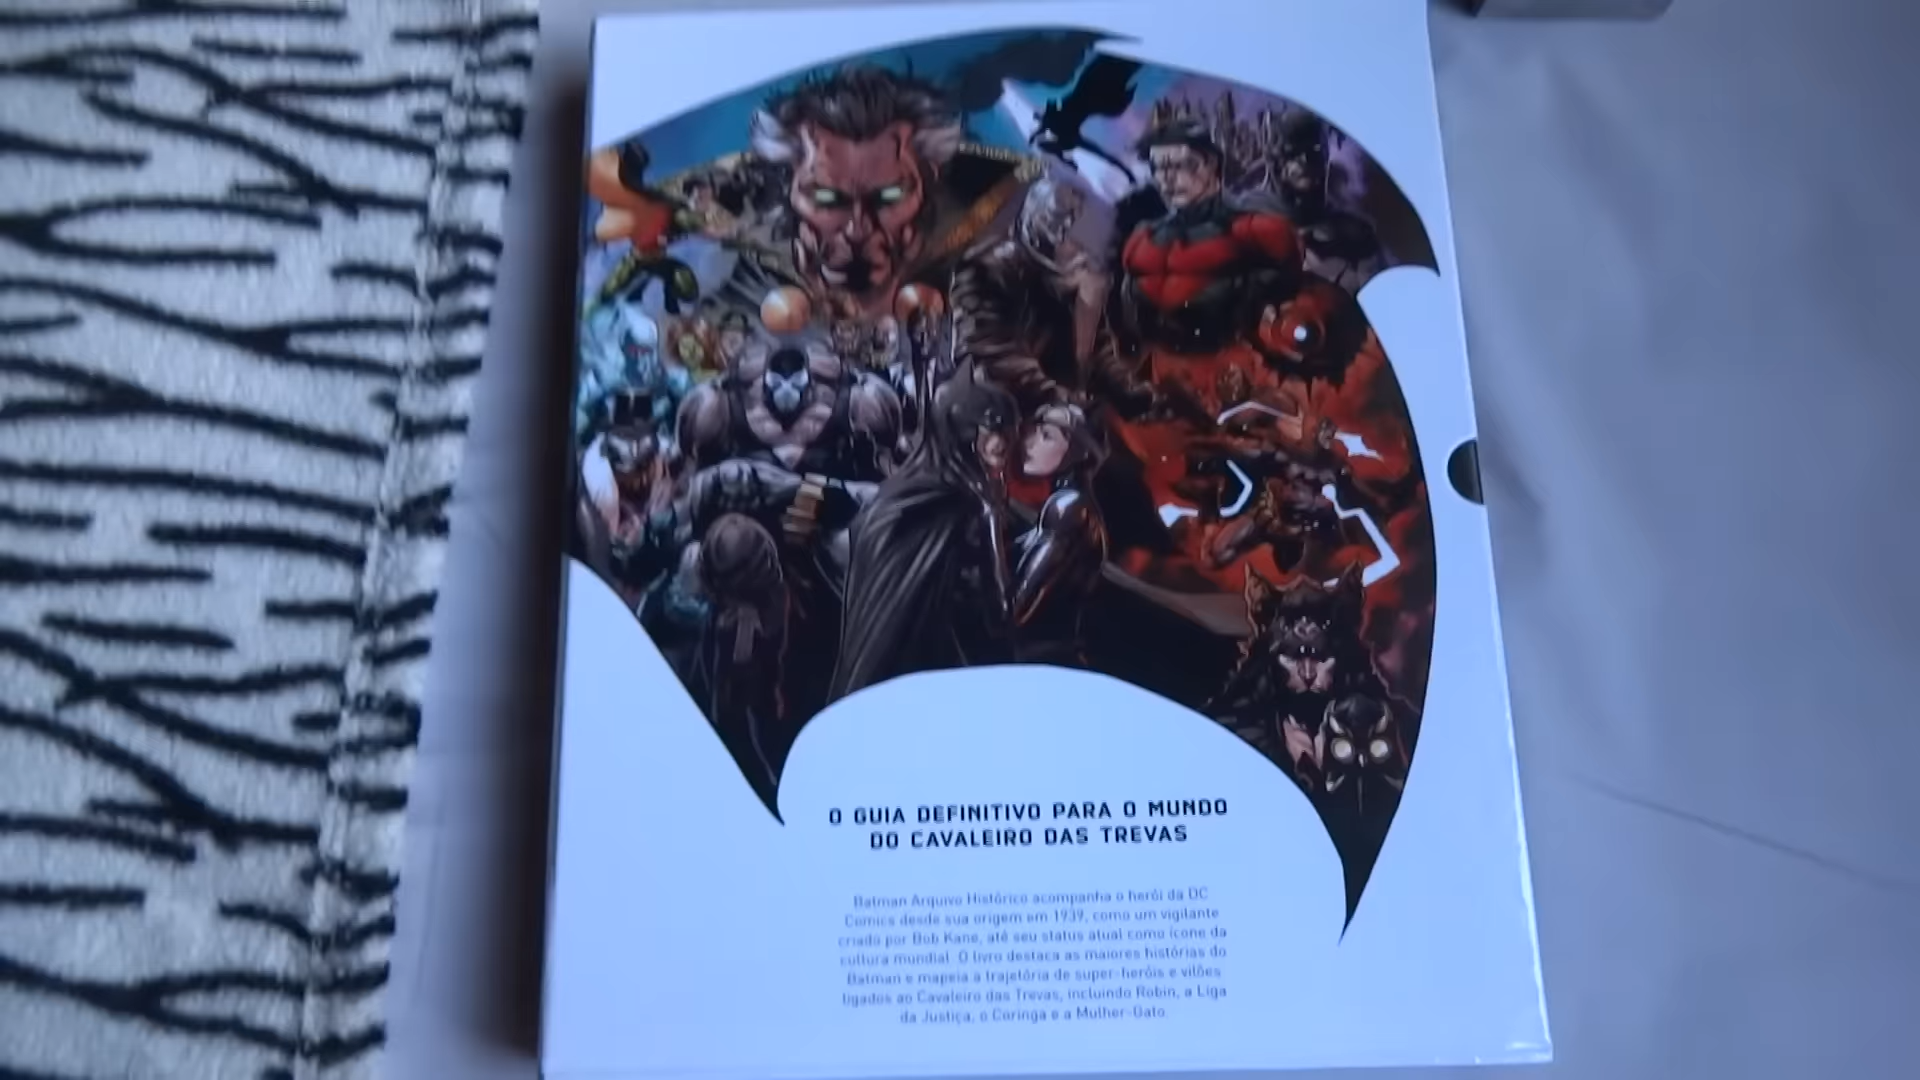 O GUIA DEFINITIVO PARA O MUNDO
DO CAVALEIRO DAS TREVAS
Batman Arquivo Histórico acompanha o herói da DC
Comics desde sua origem em 1939, como um vigilante
criado por Bob Kane, até seu status atual como ícone da
cultura mundial. O livro destaca as maiores histórias do
Batman e mapeia a trajetória de super-heróis e vilões
ligados ao Cavaleiro das Trevas, incluindo Robin, a Liga
da Justiça, o Coringa e a Mulher-Gato.